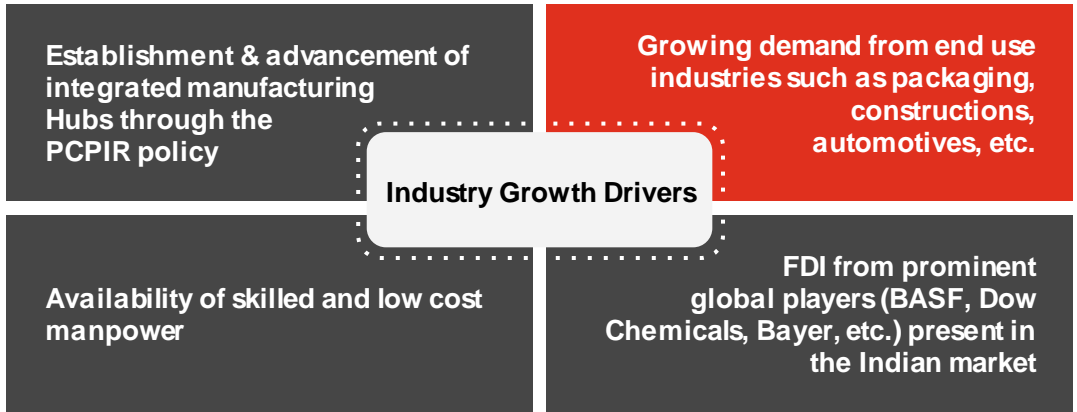 Establishment & advancement of
integrated manufacturing
Hubs through the
PCPIR policy
Growing demand from end use
industries such as packaging,
constructions,
automotives, etc.
Industry Growth Drivers
Availability of skilled and low cost
manpower
FDI from prominent
global players (BASF, Dow
Chemicals, Bayer, etc.) present in
the Indian market